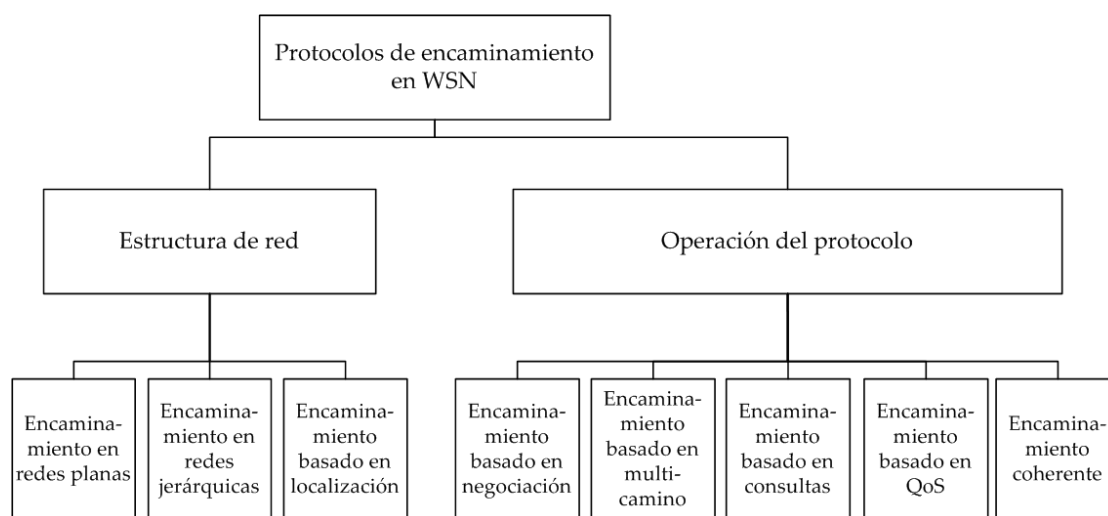 Protocolos de encaminamiento
en WSN
Estructura de red
Operación del protocolo
Encamina-
miento en
redes planas
Encamina-
miento en
redes
jerárquicas
Encamina-
miento
basado en
localización
Encamina-
miento
basado en
negociación
Encamina-
miento
basado en
multi-
camino
Encamina-
miento
basado en
consultas
Encamina-
miento
basado en
QoS
Encamina-
miento
coherente